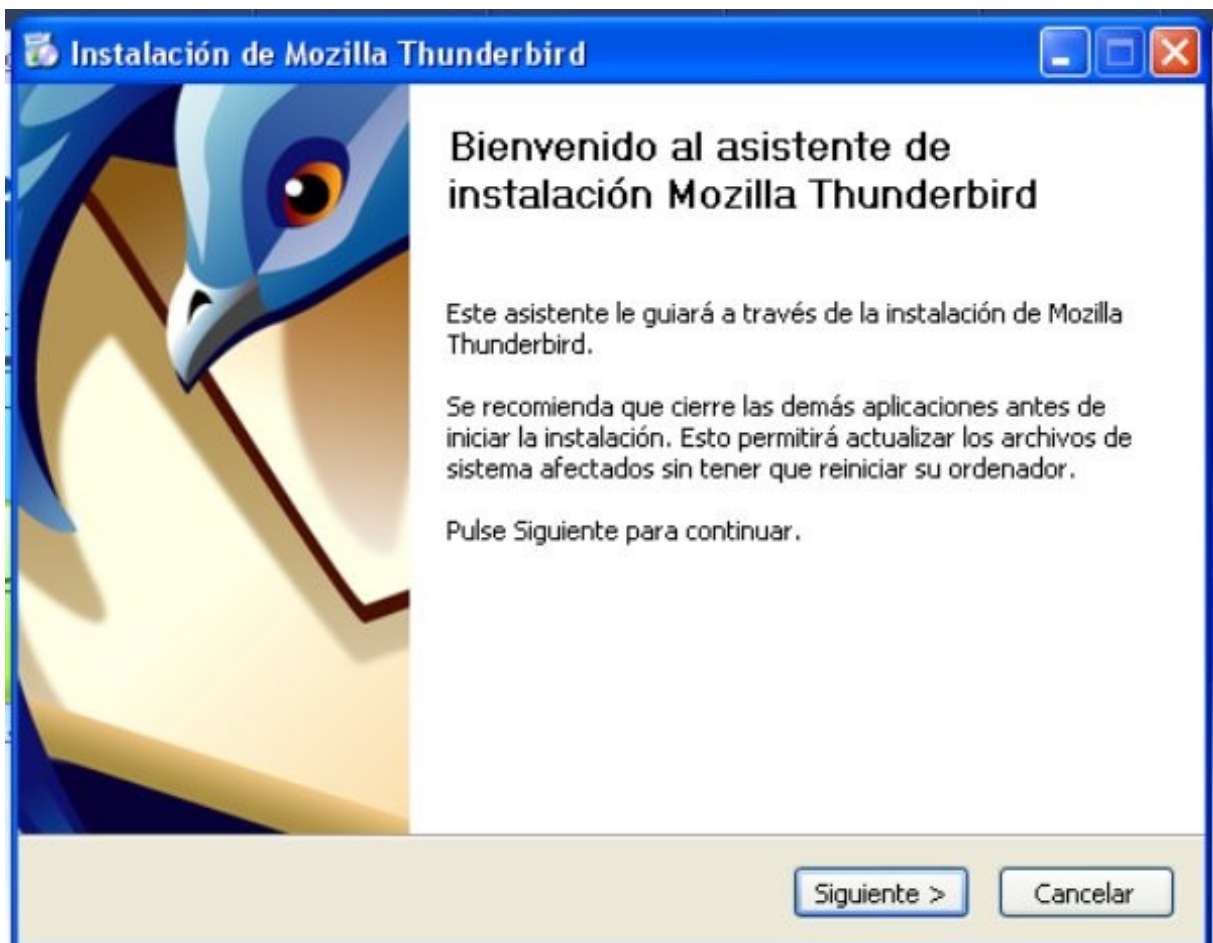 Instalación de Mozilla Thunderbird
Bienvenido al asistente de
instalación Mozilla Thunderbird
Este asistente le guiará a través de la instalación de Mozilla
Thunderbird.
Se recomienda que cierre las demás aplicaciones antes de
iniciar la instalación. Esto permitirá actualizar los archivos de
sistema afectados sin tener que reiniciar su ordenador.
Pulse Siguiente para continuar.
Siguiente >
Cancelar